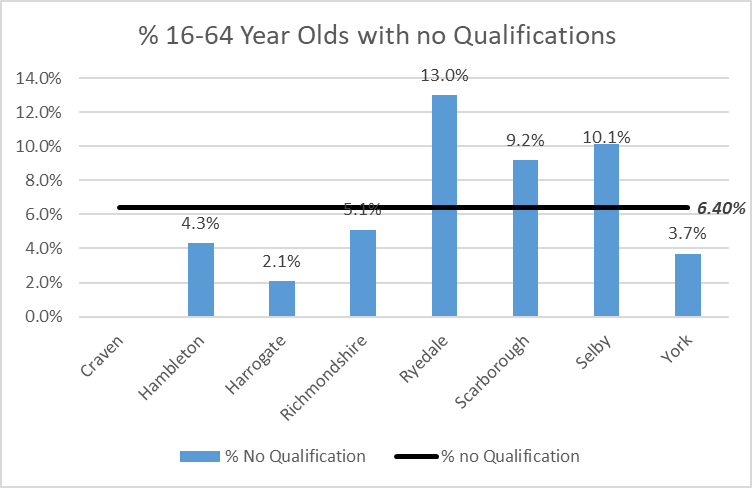 % 16-64 Year Olds with no Qualifications
14.0%
12.0%
10.0%
8.0%
6.0%
4.0%
2.0%
0.0%
4.3%
2.1%
5.1%
13.0%
9.2%
10.1%
3.7%
6.40%
Craven
Hambleton
Harrogate
Richmondshire
Ryedale
Scarborough
Selby
York
% No Qualification
% no Qualification